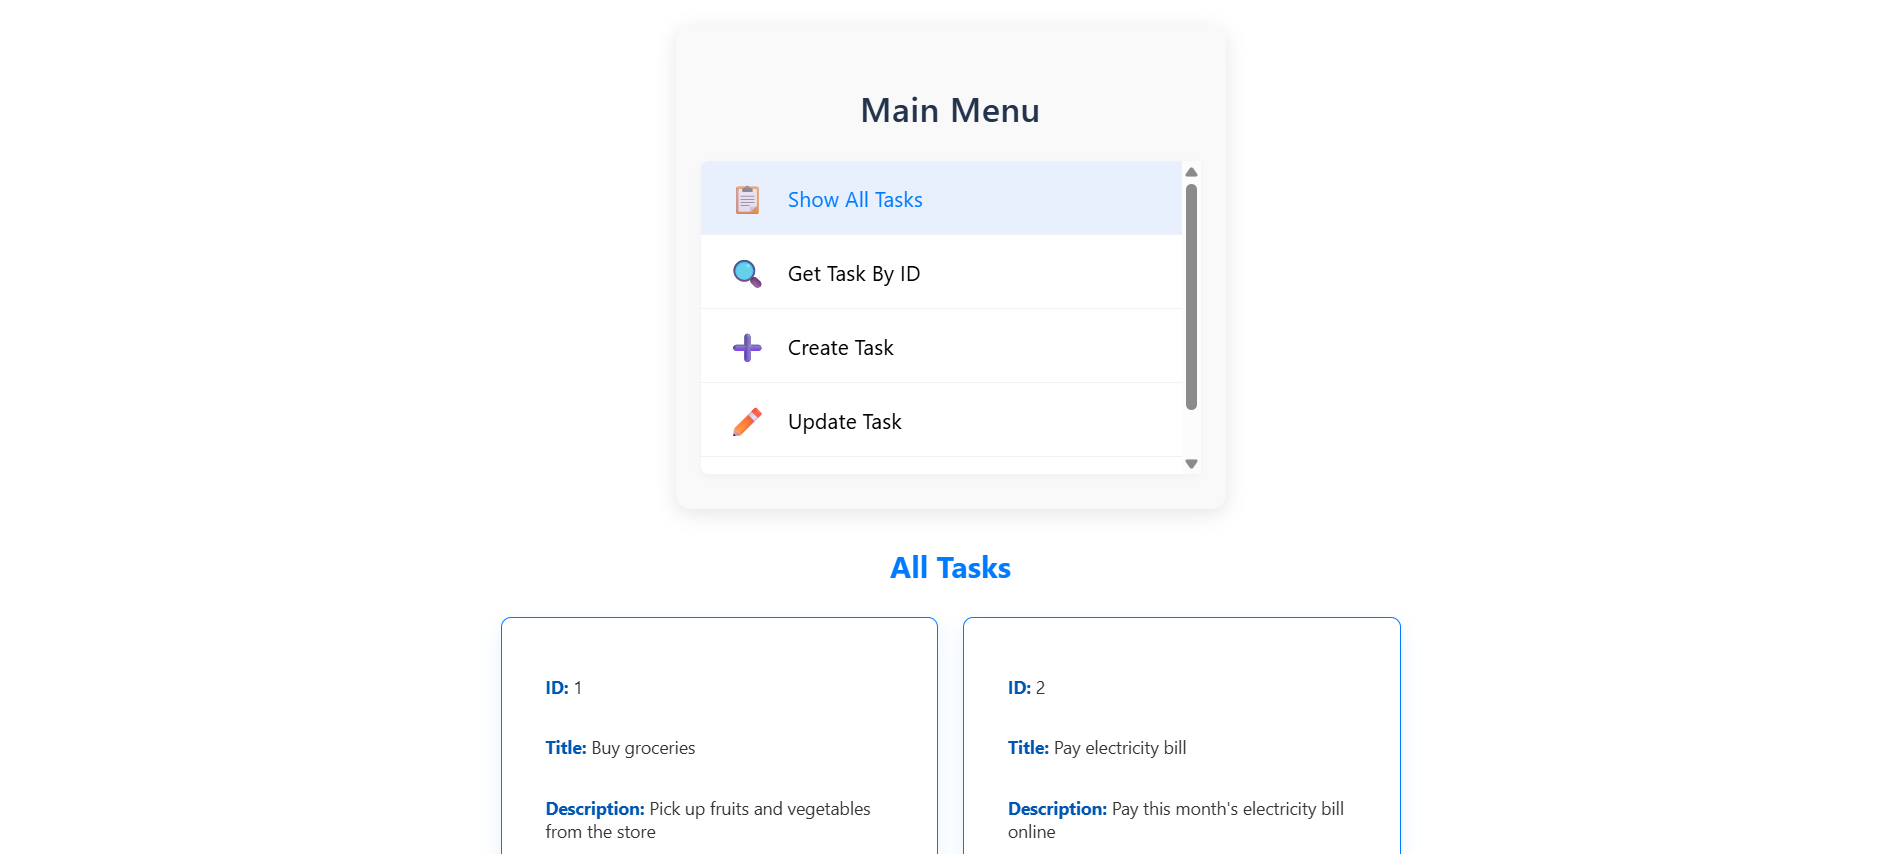 Main Menu
Show All Tasks
Get Task By ID
Create Task
Update Task
All Tasks
ID: 1
Title: Buy groceries
Description: Pick up fruits and vegetables
from the store
ID: 2
Title: Pay electricity bill
Description: Pay this month's electricity bill
online